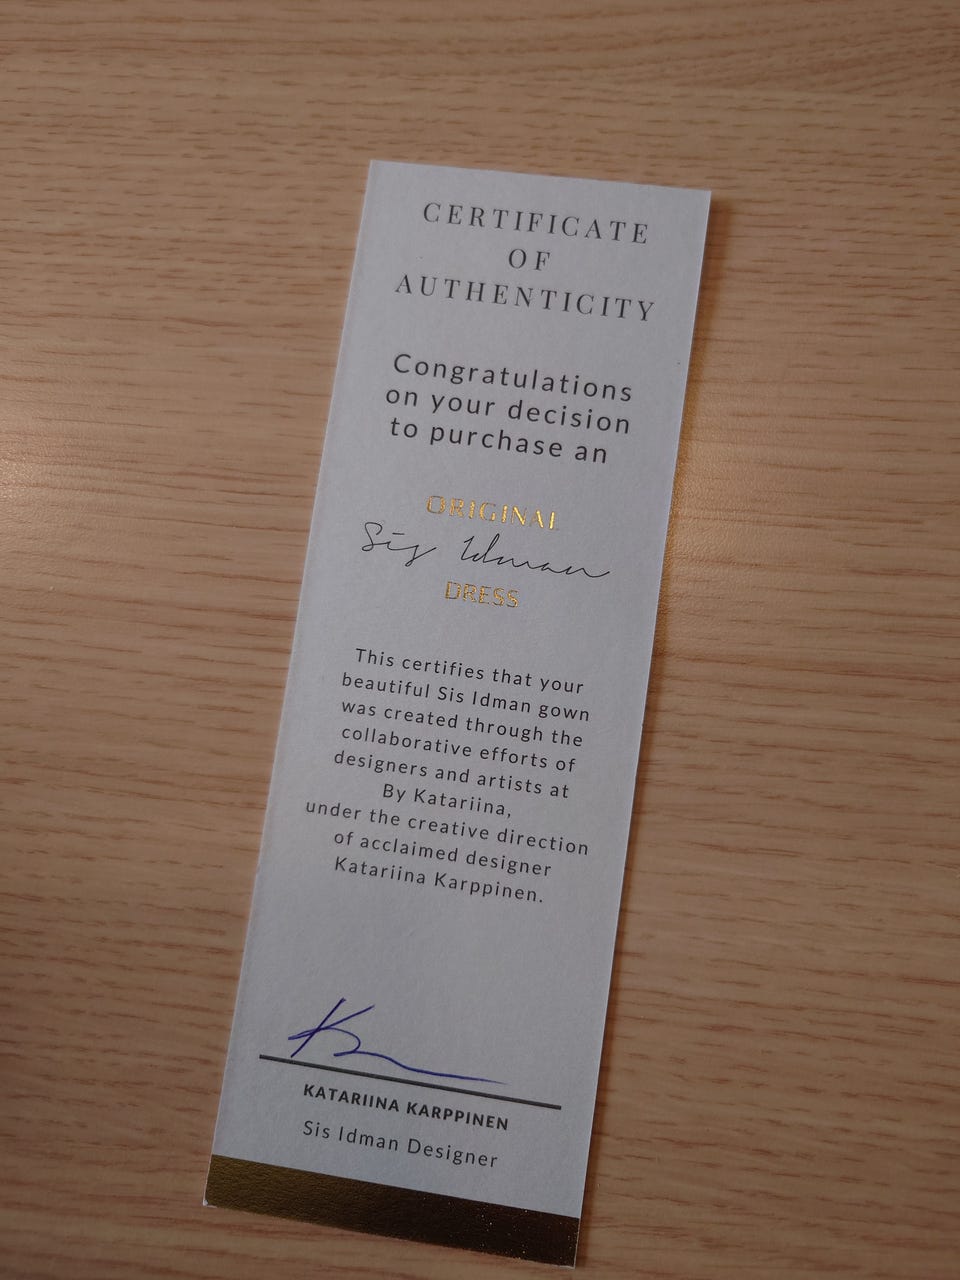 CERTIFICATE
OF
AUTHENTICITY
Congratulations
on your decision
to purchase an
ORIGINAL
Sis Idman
DRESS
This certifies that your
beautiful Sis Idman gown
was created through the
collaborative efforts of
designers and artists at
By Katariina,
under the creative direction
of acclaimed designer
Katariina Karppinen.
KATARIINA KARPPINEN
Sis Idman Designer